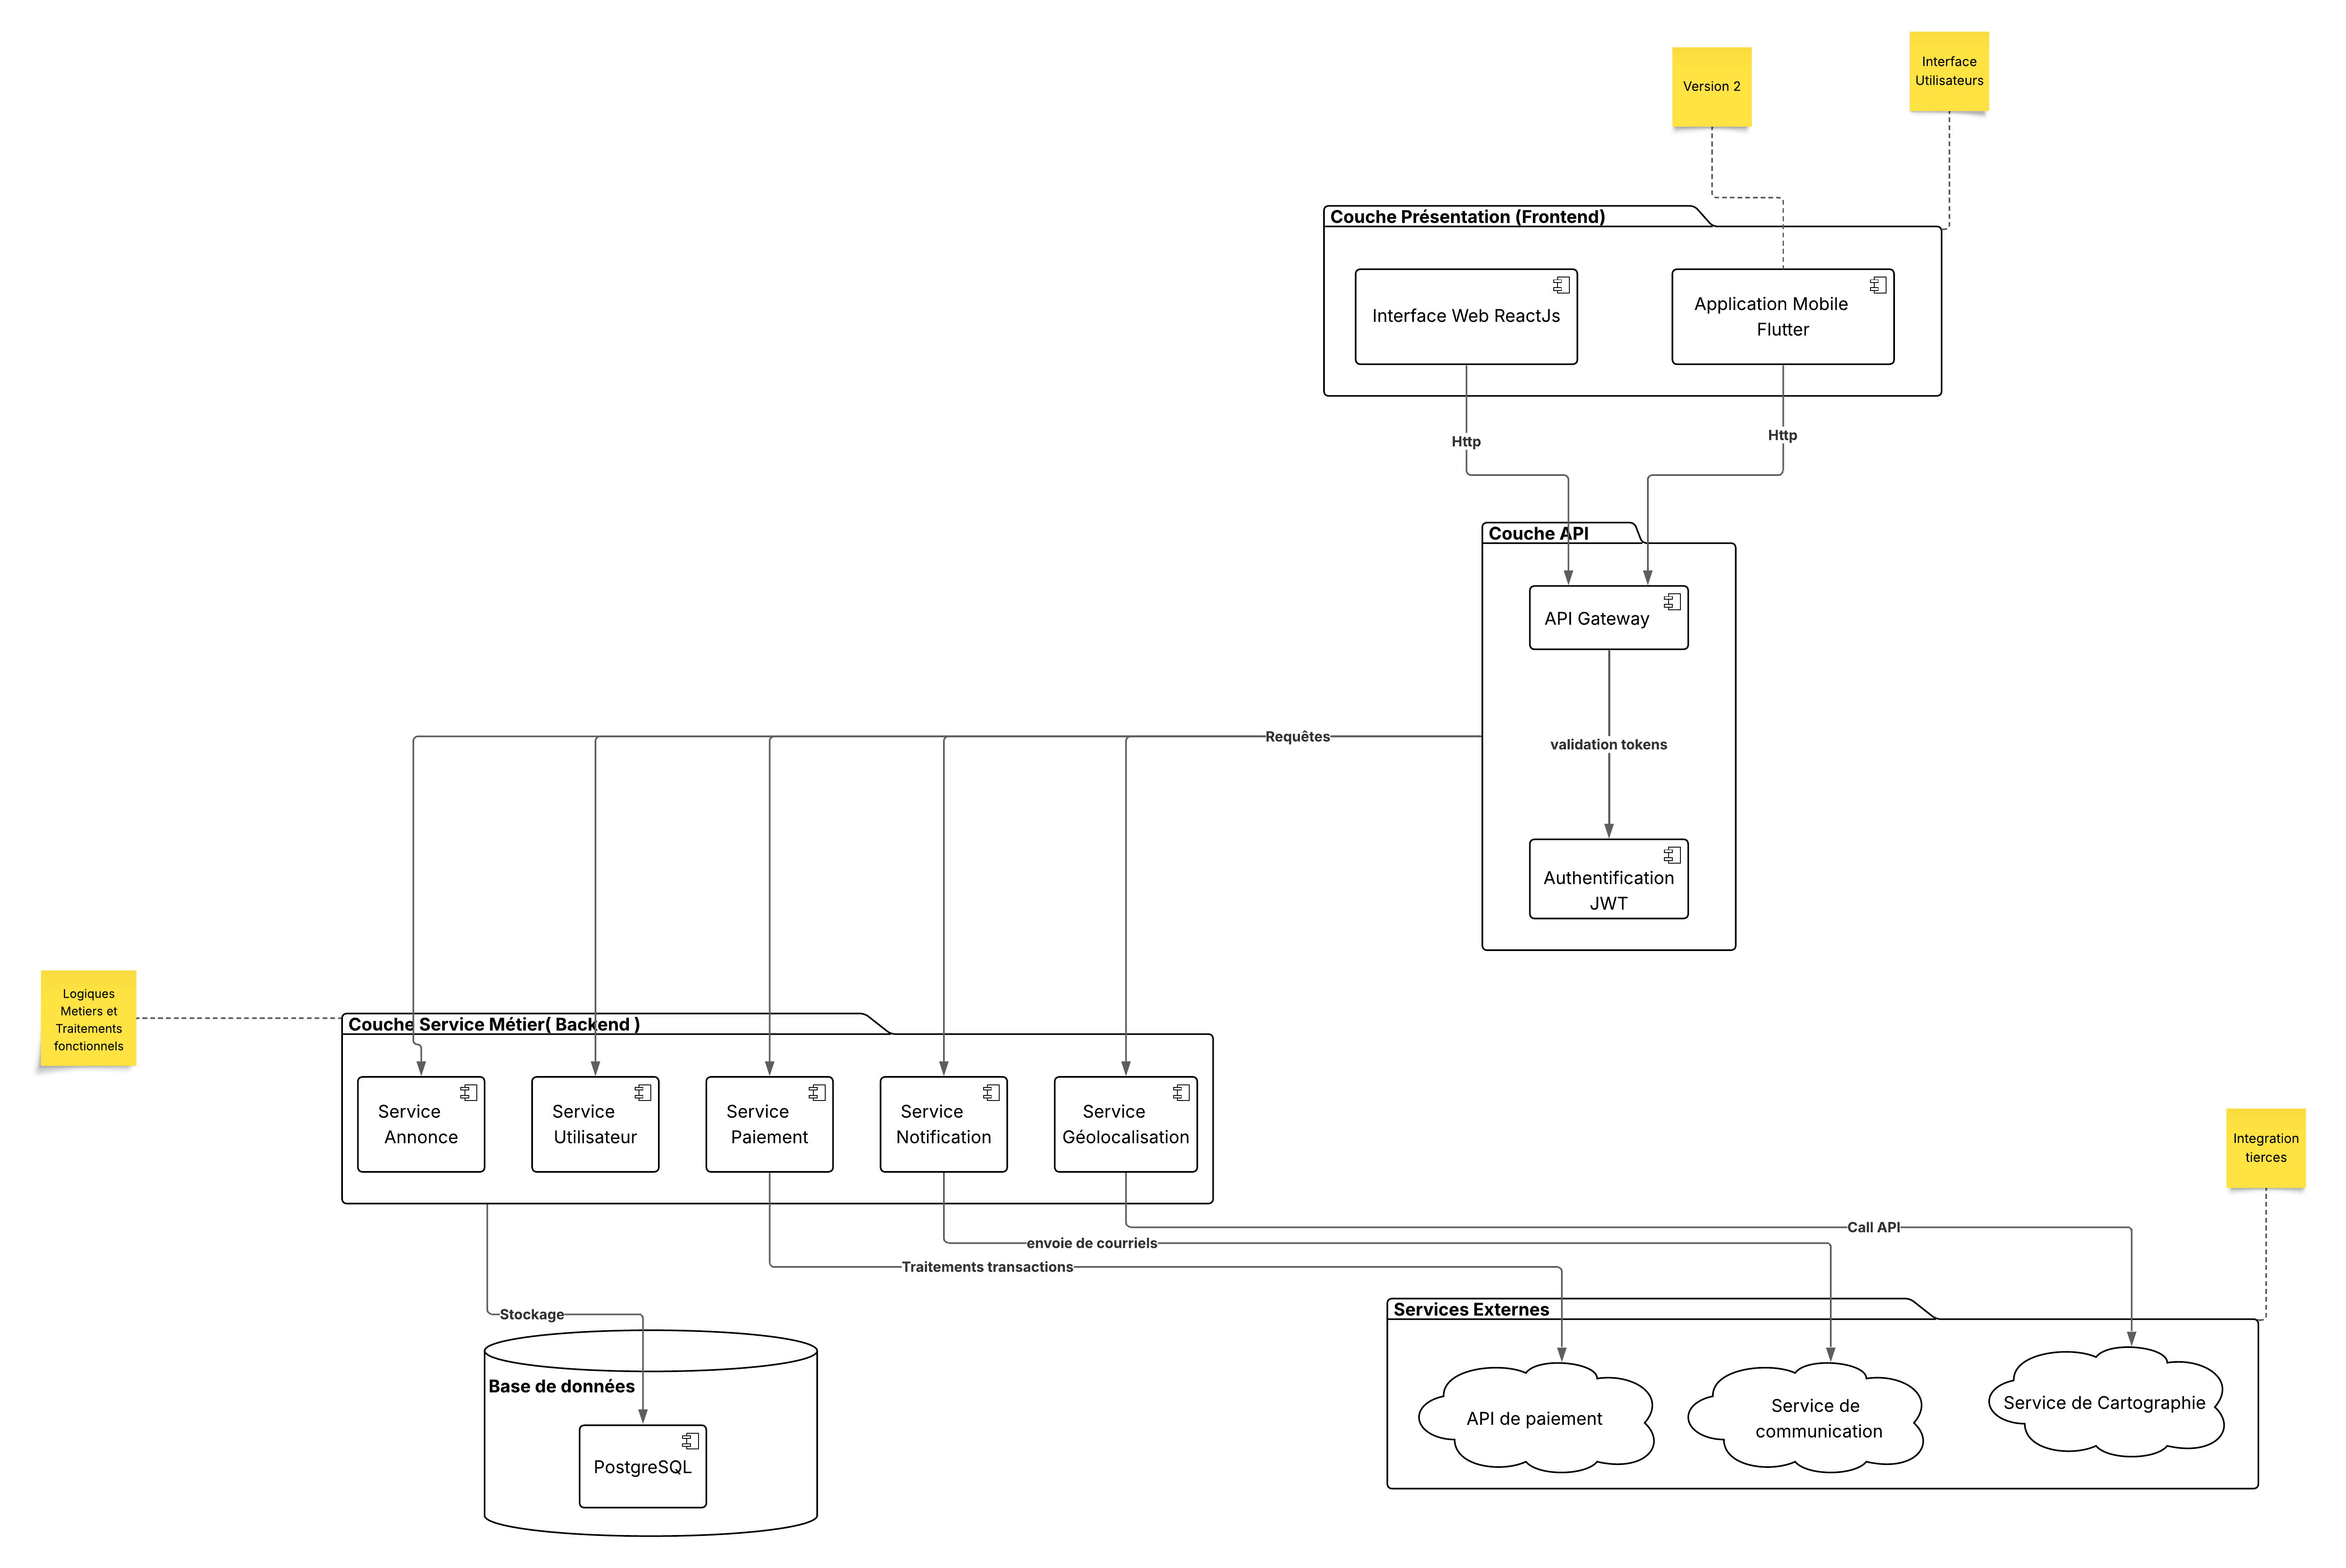 Version 2
Interface
Utilisateurs
Couche Présentation (Frontend)
Interface Web ReactJs
Application Mobile
Flutter
Http
Http
Couche API
API Gateway
validation tokens
Authentification
JWT
Requêtes
Logiques
Metiers et
Traitements
fonctionnels
Couche Service Métier( Backend )
Service
Annonce
Service
Utilisateur
Service
Paiement
Service
Notification
Service
Géolocalisation
Integration
tierces
Call API
envoie de courriels
Traitements transactions
Stockage
Services Externes
API de paiement
Service de
communication
Service de Cartographie
Base de données
PostgreSQL